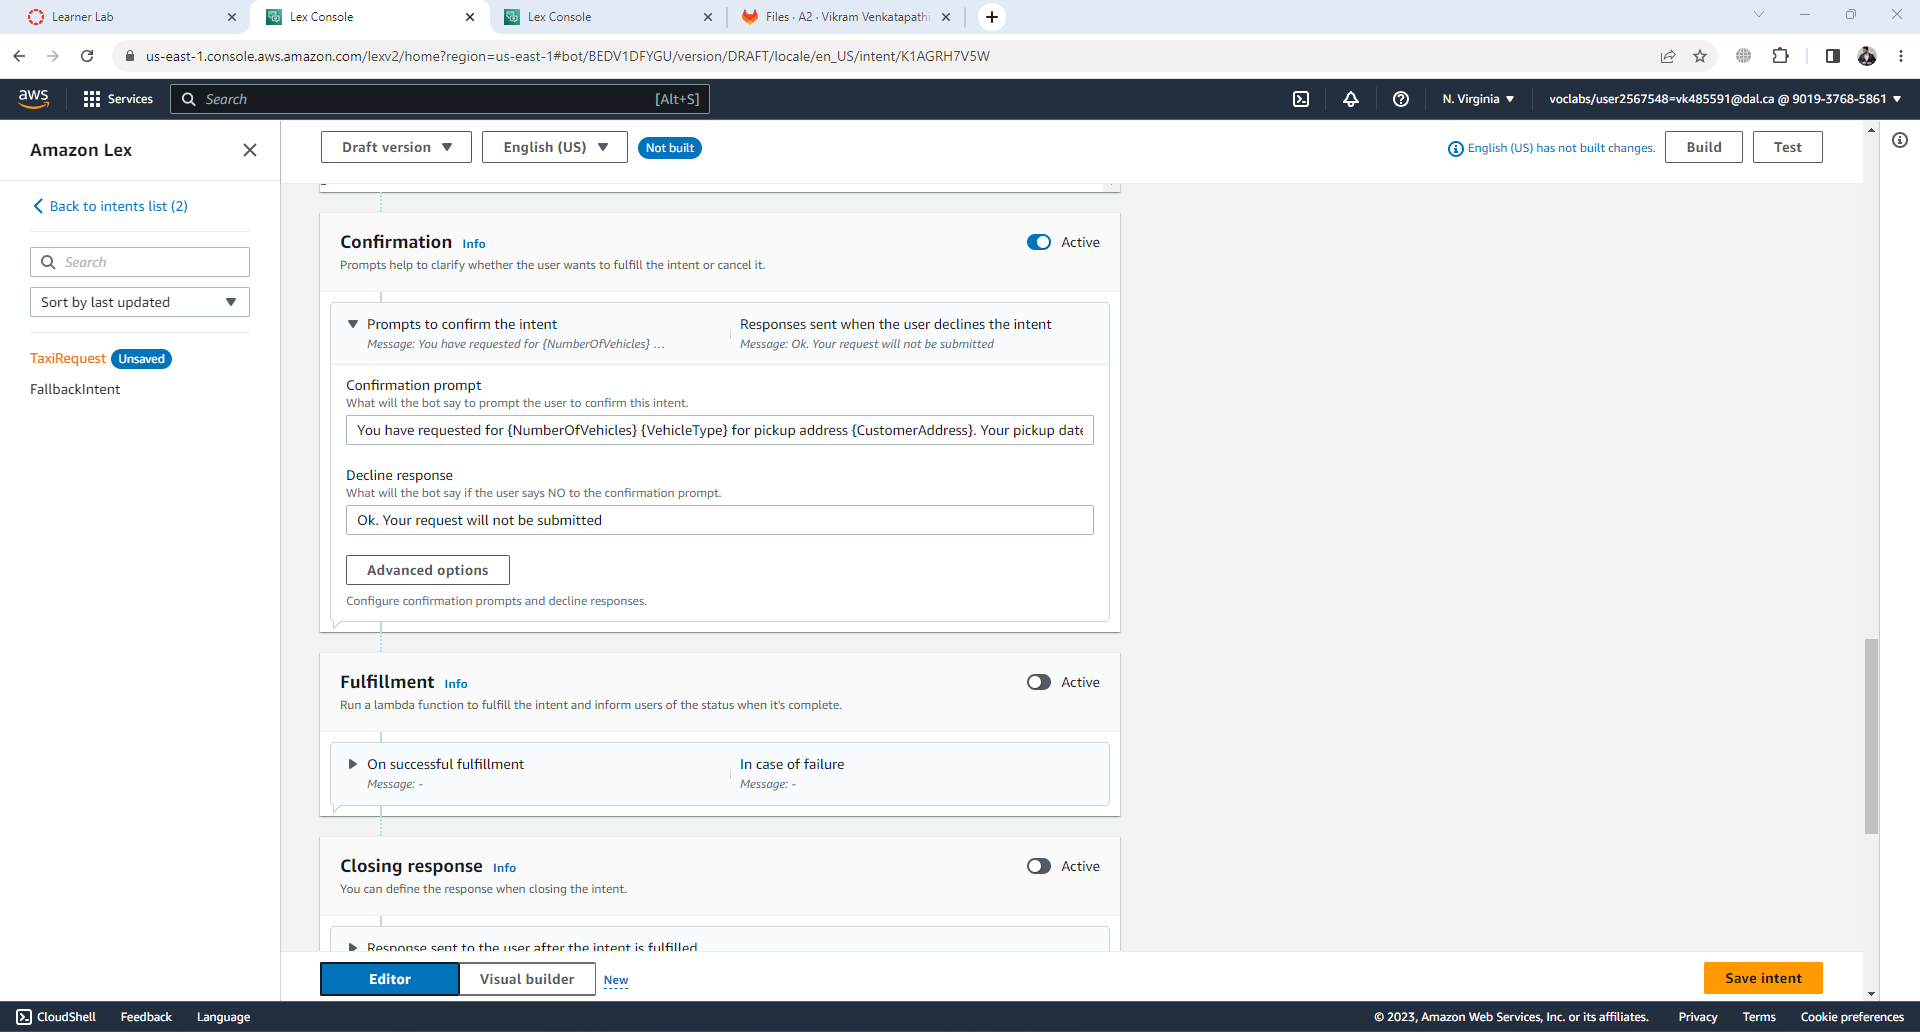 Learner Lab
Lex Console
Lex Console
Files · A2 · Vikram Venkatapathi
us-east-1.console.aws.amazon.com/lexv2/home?region=us-east-1#bot/BEDV1DFYGU/version/DRAFT/locale/en_US/intent/K1AGRH7V5W
aws
Services
Search
[Alt+S]
N. Virginia
voclabs/user2567548=vk485591@dal.ca @ 9019-3768-5861
Amazon Lex
Back to intents list (2)
Search
Sort by last updated
TaxiRequest Unsaved
FallbackIntent
Draft version
English (US)
Not built
English (US) has not built changes.
Build
Test
Confirmation Info
Active
Prompts help to clarify whether the user wants to fulfill the intent or cancel it.
Prompts to confirm the intent
Message: You have requested for {NumberOfVehicles} ...
Responses sent when the user declines the intent
Message: Ok. Your request will not be submitted
Confirmation prompt
What will the bot say to prompt the user to confirm this intent.
You have requested for {NumberOfVehicles} {VehicleType} for pickup address {CustomerAddress}. Your pickup date
Decline response
What will the bot say if the user says NO to the confirmation prompt.
Ok. Your request will not be submitted
Advanced options
Configure confirmation prompts and decline responses.
Fulfillment Info
Active
Run a lambda function to fulfill the intent and inform users of the status when it's complete.
On successful fulfillment
Message: -
In case of failure
Message: -
Closing response Info
Active
You can define the response when closing the intent.
Response sent to the user after the intent is fulfilled
Editor
Visual builder
New
Save intent
CloudShell
Feedback
Language
© 2023, Amazon Web Services, Inc. or its affiliates.
Privacy
Terms
Cookie preferences